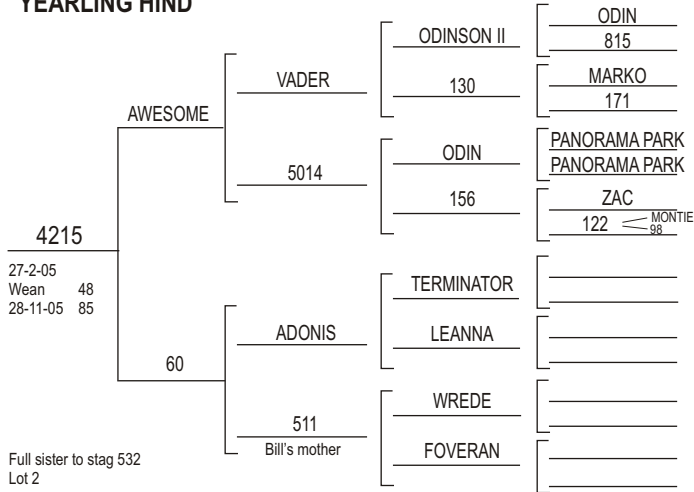 YEARLING HIND
ODIN
ODINSON II
815
VADER
MARKO
130
171
AWESOME
PANORAMA PARK
ODIN
PANORAMA PARK
5014
156
ZAC
122
MONTIE
98
4215
27-2-05
Wean 48
28-11-05 85
TERMINATOR
ADONIS
LEANNA
60
WREDE
511
Bill's mother
FOVERAN
Full sister to stag 532
Lot 2